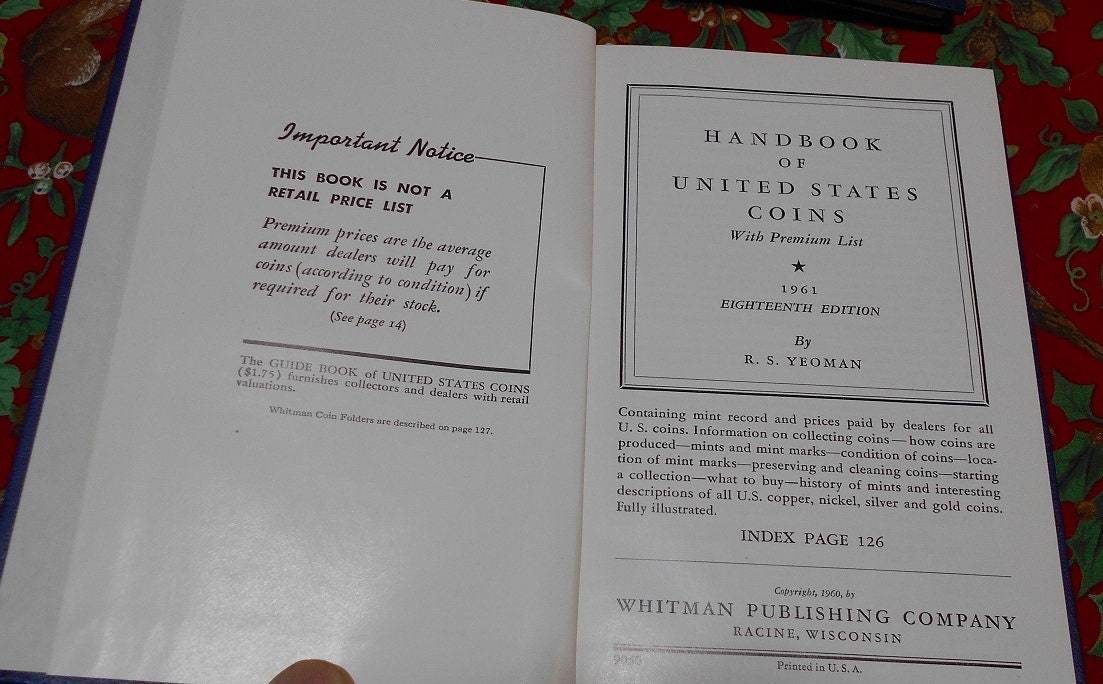 Important Notice
THIS BOOK IS NOT A
RETAIL PRICE LIST
Premium prices are the average
amount dealers will pay for
coins (according to condition) if
required for their stock.
(See page 14)
The GUIDE BOOK of UNITED STATES COINS
($1.75) furnishes collectors and dealers with retail
valuations.
Whitman Coin Folders are described on page 127.
HANDBOOK
OF
UNITED STATES
COINS
With Premium List
★
1961
EIGHTEENTH EDITION
By
R. S. YEOMAN
Containing mint record and prices paid by dealers for all
U. S. coins. Information on collecting coins—how coins are
produced—mints and mint marks—condition of coins—loca-
tion of mint marks—preserving and cleaning coins—starting
a collection—what to buy—history of mints and interesting
descriptions of all U.S. copper, nickel, silver and gold coins.
Fully illustrated.
INDEX PAGE 126
Copyright, 1960, by
WHITMAN PUBLISHING COMPANY
RACINE, WISCONSIN
9050
Printed in U. S. A.